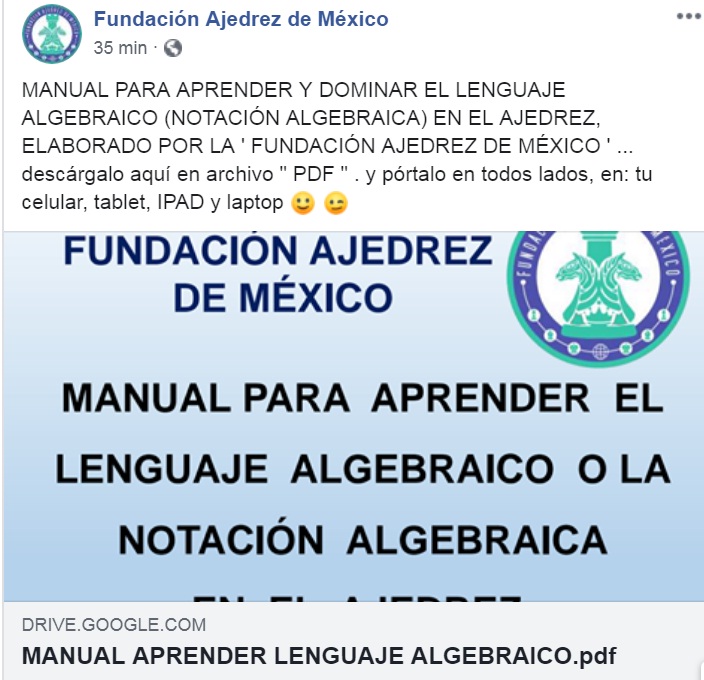 Fundación Ajedrez de México
35 min ·
MANUAL PARA APRENDER Y DOMINAR EL LENGUAJE
ALGEBRAICO (NOTACIÓN ALGEBRAICA) EN EL AJEDREZ,
ELABORADO POR LA ' FUNDACIÓN AJEDREZ DE MÉXICO ' ...
descárgalo aquí en archivo " PDF " . y pórtalo en todos lados, en: tu
celular, tablet, IPAD y laptop 🙂 😉
FUNDACIÓN AJEDREZ
DE MÉXICO
MANUAL PARA APRENDER EL
LENGUAJE ALGEBRAICO O LA
NOTACIÓN ALGEBRAICA
EN EL AJEDREZ
DRIVE.GOOGLE.COM
MANUAL APRENDER LENGUAJE ALGEBRAICO.pdf